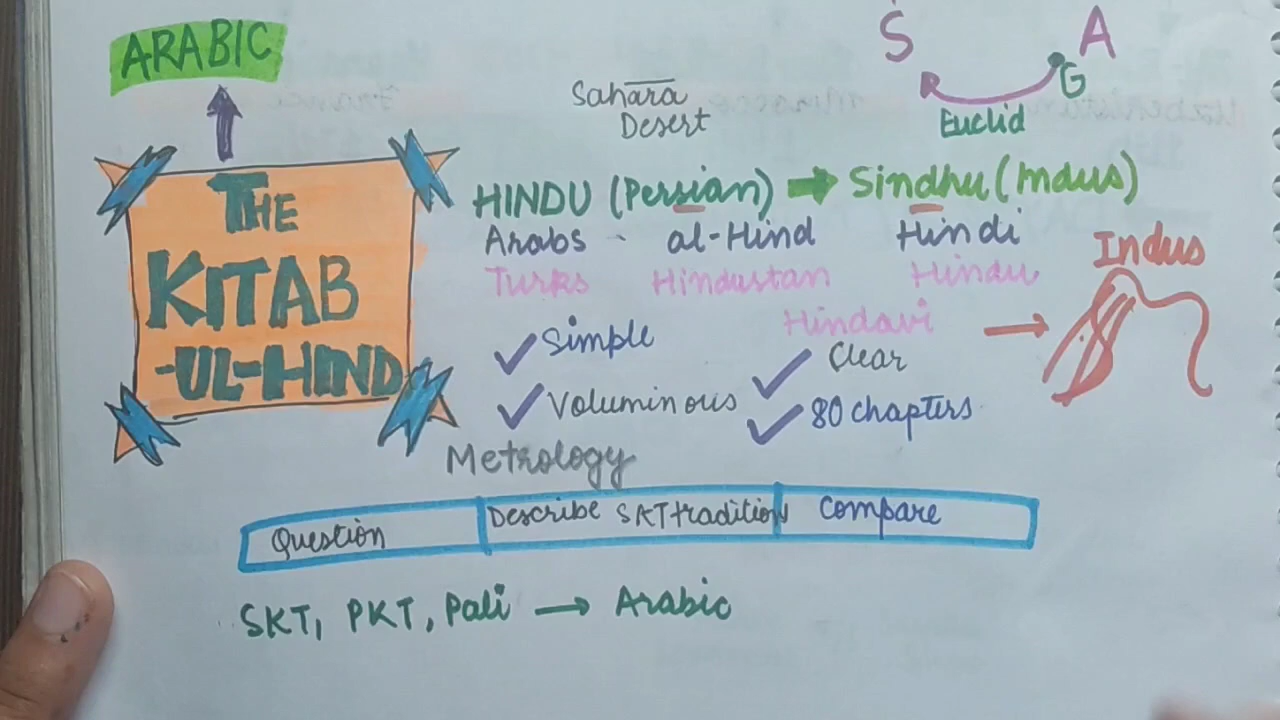 ARABIC
THE
KITAB
-UL-HIND
S A
G
Euclid
Sahara
Desert
HINDU (Persian) → Sindhu (Indus)
Arabs - al-Hind Hindi
Turks Hindustan Hindu
Hindavi →
Indus
✓ Simple ✓ Clear
✓ Voluminous ✓ 80 chapters
Metrology
Question Describe SKT tradition Compare
SKT, PKT, Pali → Arabic